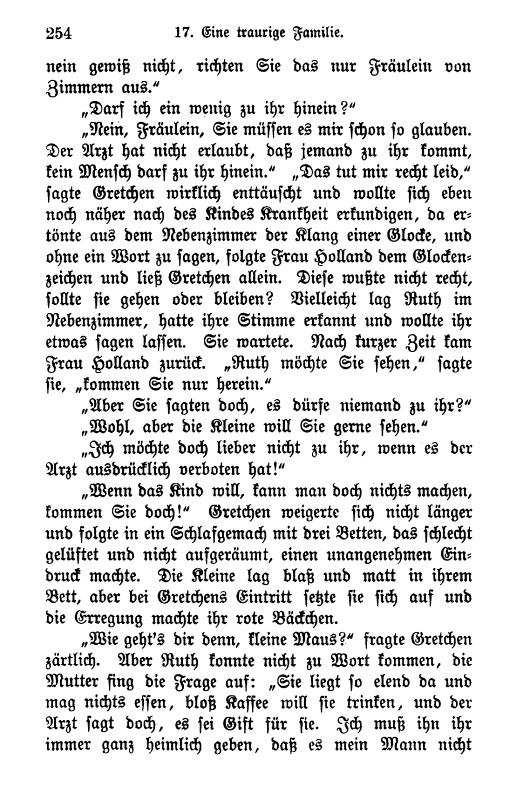 254 17. Eine traurige Familie.
nein gewiß nicht, richten Sie das nur Fräulein von
Zimmern aus.“
„Darf ich ein wenig zu ihr hinein?“
„Nein, Fräulein, Sie müssen es mir schon so glauben.
Der Arzt hat nicht erlaubt, daß jemand zu ihr kommt,
kein Mensch darf zu ihr hinein.“ „Das tut mir recht leid,“
sagte Gretchen wirklich enttäuscht und wollte sich eben
noch näher nach des Kindes Krankheit erkundigen, da er-
tönte aus dem Nebenzimmer der Klang einer Glocke, und
ohne ein Wort zu sagen, folgte Frau Holland dem Glocken-
zeichen und ließ Gretchen allein. Diese wußte nicht recht,
sollte sie gehen oder bleiben? Vielleicht lag Ruth im
Nebenzimmer, hatte ihre Stimme erkannt und wollte ihr
etwas sagen lassen. Sie wartete. Nach kurzer Zeit kam
Frau Holland zurück. „Ruth möchte Sie sehen,“ sagte
sie, „kommen Sie nur herein.“
„Aber Sie sagten doch, es dürfe niemand zu ihr?“
„Wohl, aber die Kleine will Sie gerne sehen.“
„Ich möchte doch lieber nicht zu ihr, wenn es der
Arzt ausdrücklich verboten hat!“
„Wenn das Kind will, kann man doch nichts machen,
kommen Sie doch!“ Gretchen weigerte sich nicht länger
und folgte in ein Schlafgemach mit drei Betten, das schlecht
gelüftet und nicht aufgeräumt, einen unangenehmen Ein-
druck machte. Die Kleine lag blaß und matt in ihrem
Bett, aber bei Gretchens Eintritt setzte sie sich auf und
die Erregung machte ihr rote Bäckchen.
„Wie geht's dir denn, kleine Maus?“ fragte Gretchen
zärtlich. Aber Ruth konnte nicht zu Wort kommen, die
Mutter fing die Frage auf: „Sie liegt so elend da und
mag nichts essen, bloß Kaffee will sie trinken, und der
Arzt sagt doch, es sei Gift für sie. Ich muß ihn ihr
immer ganz heimlich geben, daß es mein Mann nicht